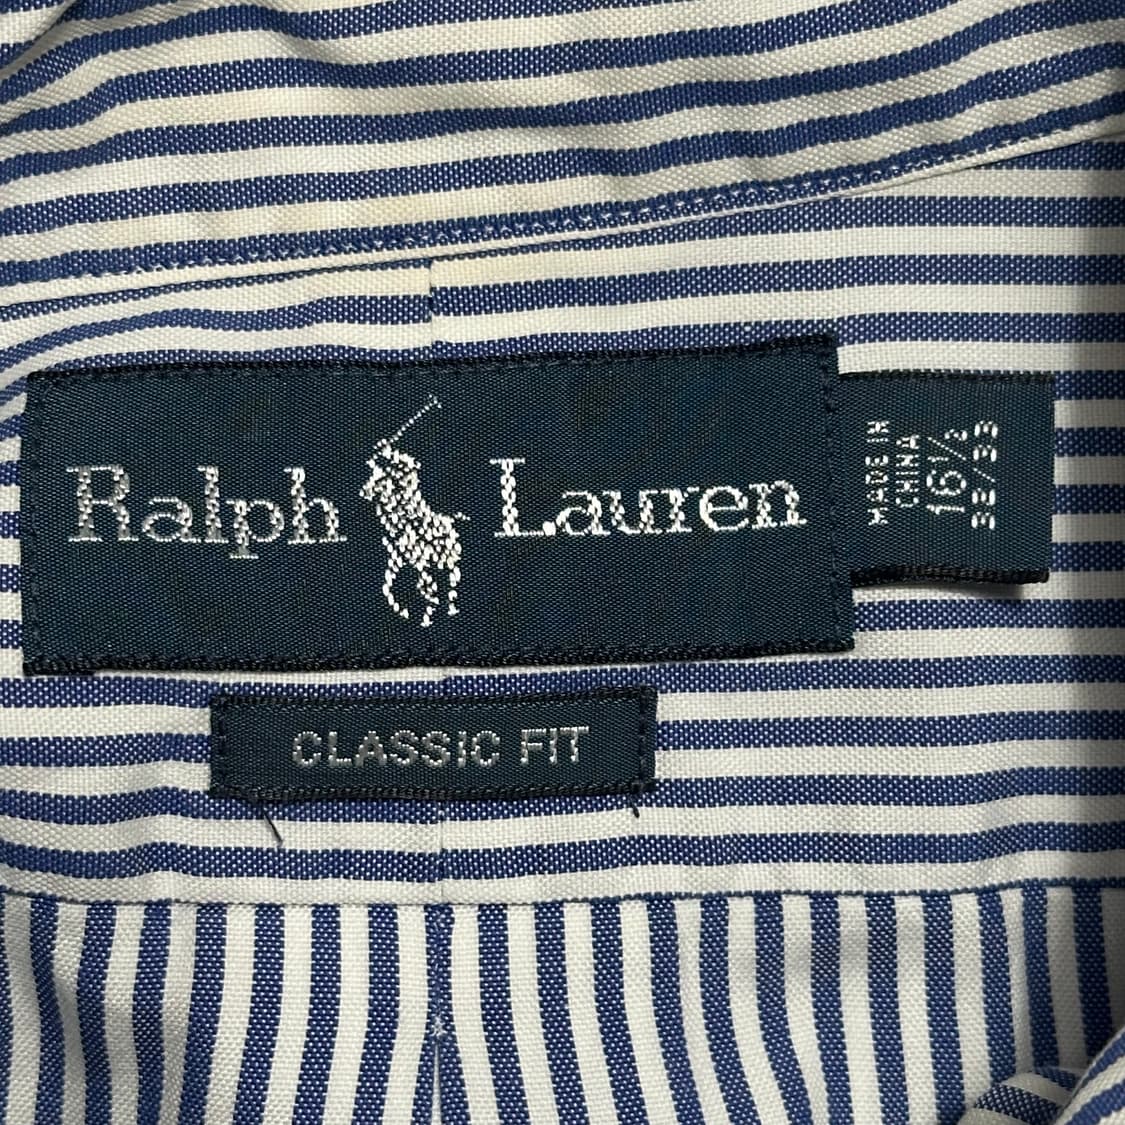 Ralph Lauren
MADE IN
CHINA
16½
32/33
CLASSIC FIT